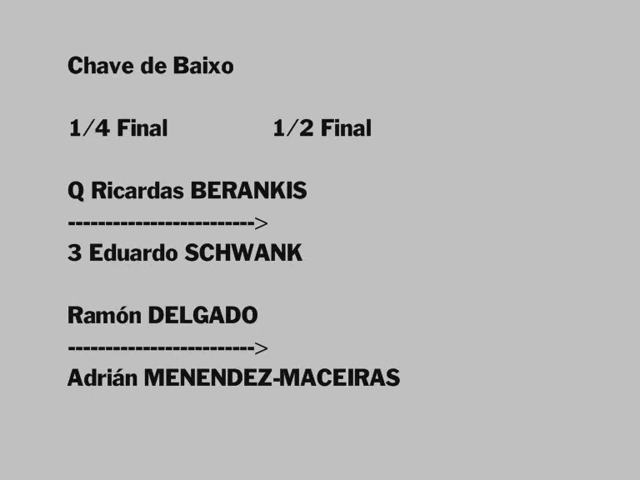 Chave de Baixo
1/4 Final 1/2 Final
Q Ricardas BERANKIS
------------------------->
3 Eduardo SCHWANK
Ramón DELGADO
------------------------->
Adrián MENENDEZ-MACEIRAS